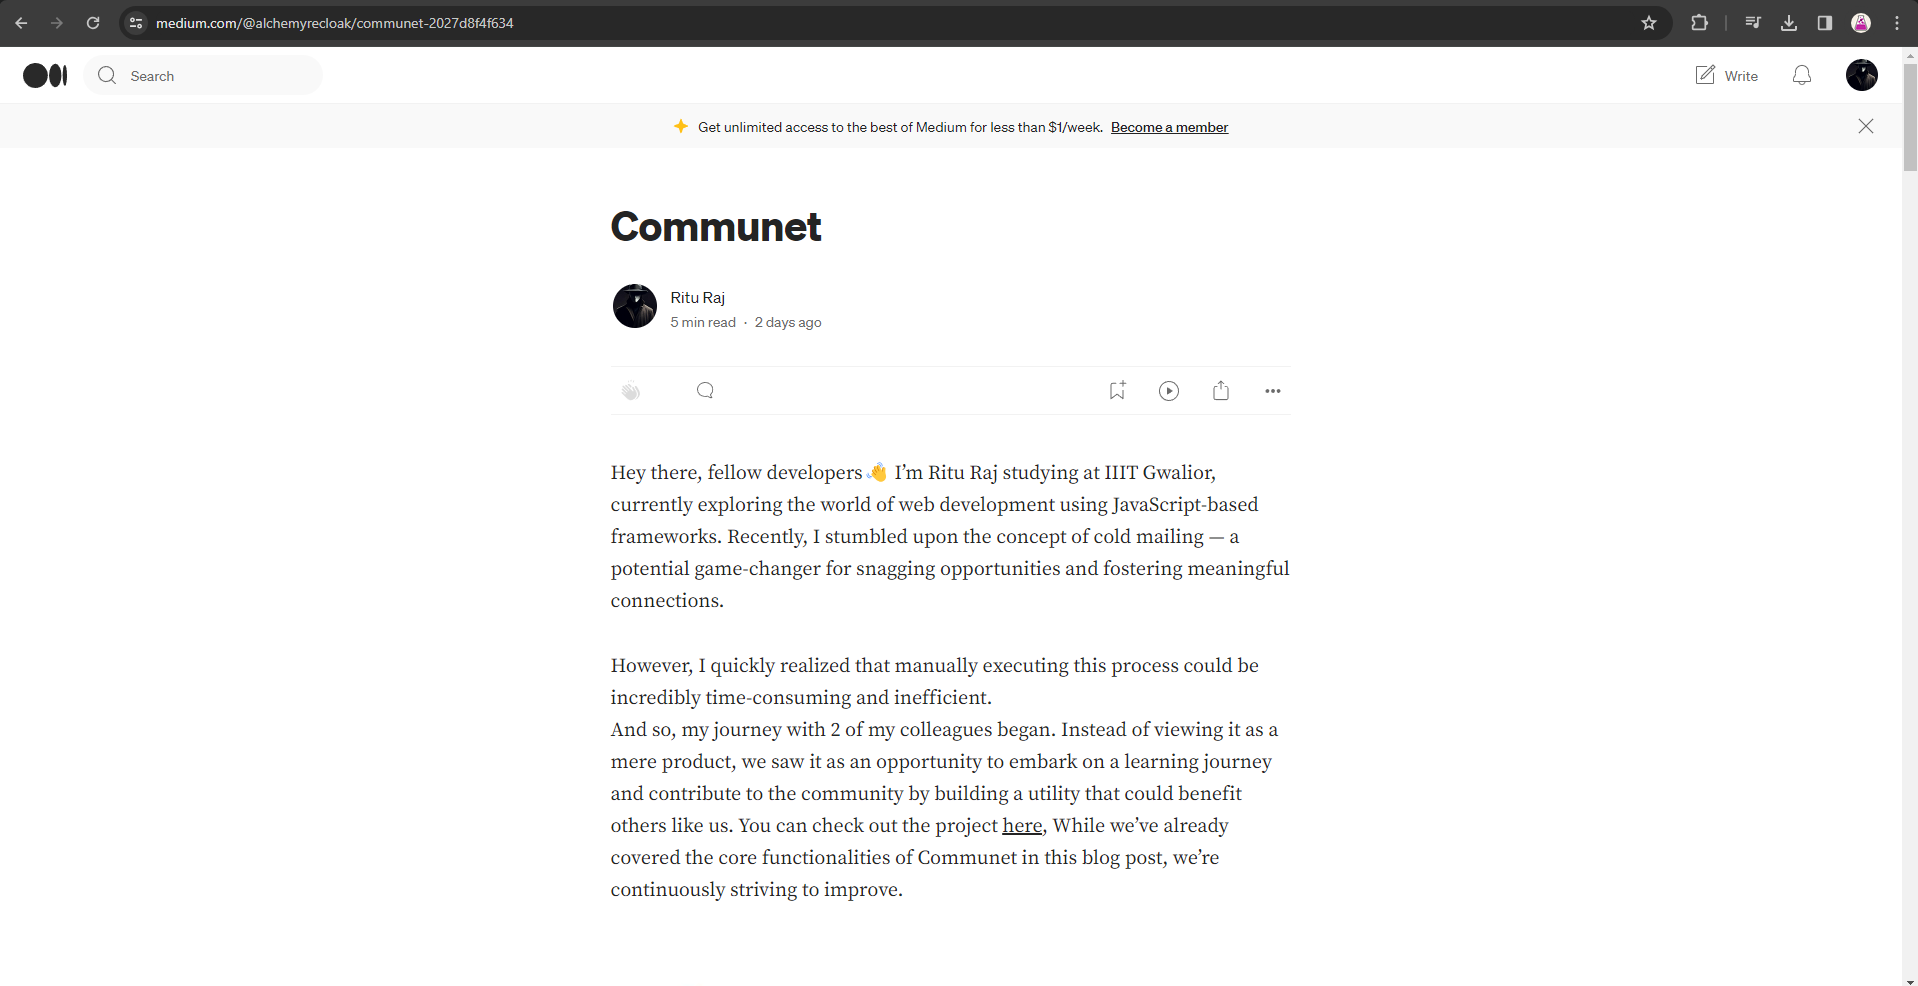 medium.com/@alchemyrecloak/communet-2027d8f4f634
Search
Write
Get unlimited access to the best of Medium for less than $1/week. Become a member
Communet
Ritu Raj
5 min read · 2 days ago
Hey there, fellow developers 👋 I’m Ritu Raj studying at IIIT Gwalior,
currently exploring the world of web development using JavaScript-based
frameworks. Recently, I stumbled upon the concept of cold mailing — a
potential game-changer for snagging opportunities and fostering meaningful
connections.
However, I quickly realized that manually executing this process could be
incredibly time-consuming and inefficient.
And so, my journey with 2 of my colleagues began. Instead of viewing it as a
mere product, we saw it as an opportunity to embark on a learning journey
and contribute to the community by building a utility that could benefit
others like us. You can check out the project here, While we’ve already
covered the core functionalities of Communet in this blog post, we’re
continuously striving to improve.